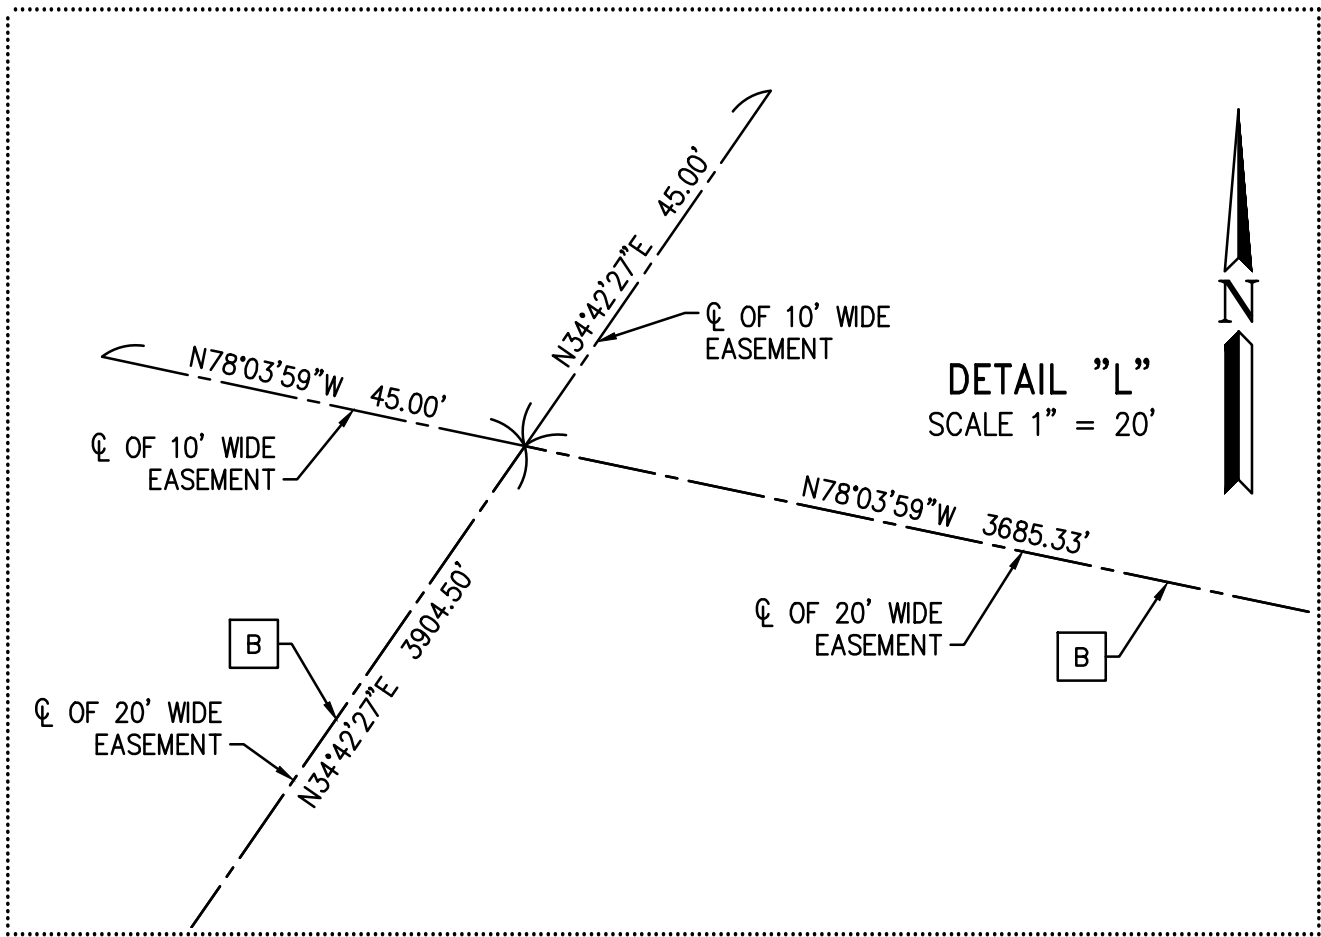 45.00'
N34°42'27"E
℄ OF 10' WIDE
EASEMENT
N
N78°03'59"W 45.00'
DETAIL "L"
SCALE 1" = 20'
℄ OF 10' WIDE
EASEMENT
N78°03'59"W 3685.33'
3904.50'
N34°42'27"E
℄ OF 20' WIDE
EASEMENT
B
B
℄ OF 20' WIDE
EASEMENT